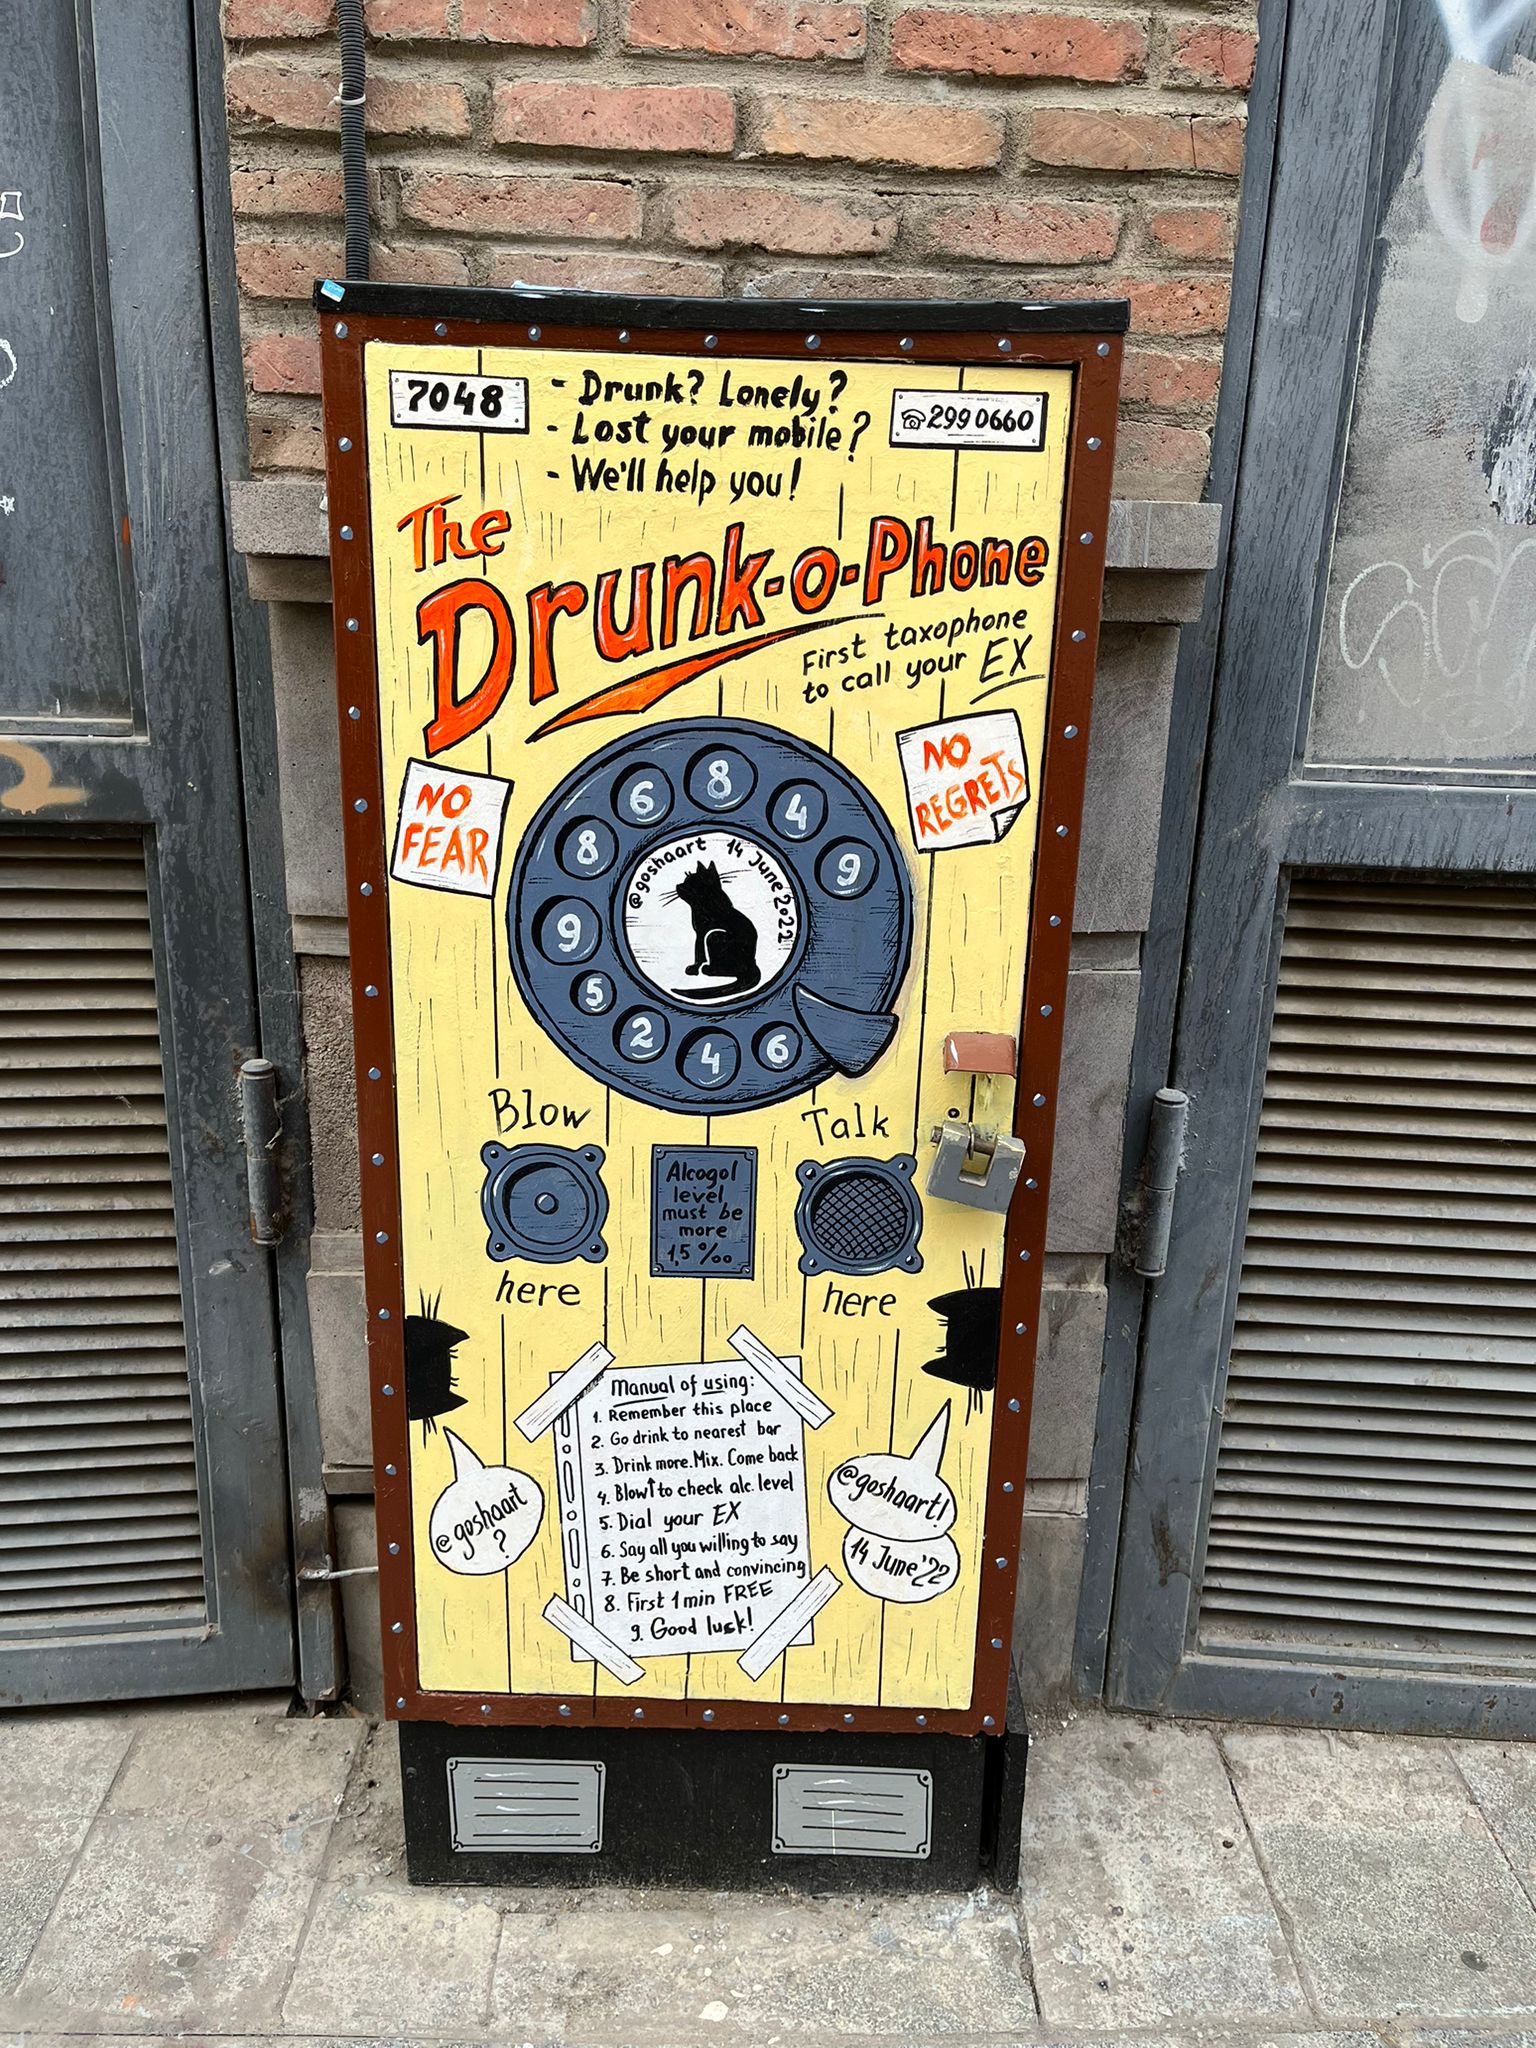 7048
- Drunk? Lonely?
- Lost your mobile?
- We'll help you!
☎2990660
The
Drunk-o-Phone
First taxophone
to call your EX
NO
FEAR
NO
REGRETS
9
4
8
6
8
9
5
2
4
6
@goshaart 14 June 2022
Blow
here
Alcogol
level
must be
more
1,5 ‰
Talk
here
Manual of using:
1. Remember this place
2. Go drink to nearest bar
3. Drink more. Mix. Come back
4. Blow↑to check alc. level
5. Dial your EX
6. Say all you willing to say
7. Be short and convincing
8. First 1 min FREE
9. Good lusk!
@goshaart
?
@goshaart!
14 June'22